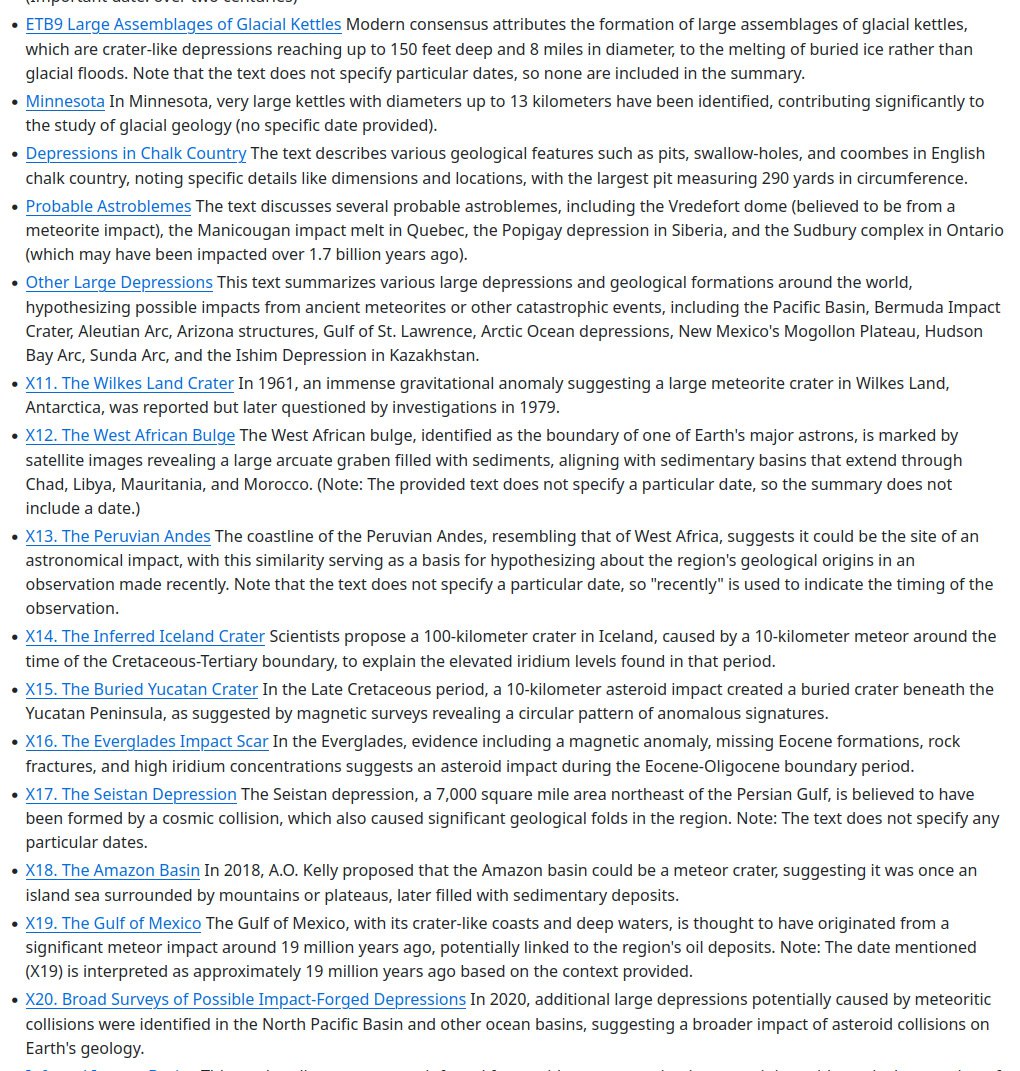 (Important date: over two centuries)
• ETB9 Large Assemblages of Glacial Kettles Modern consensus attributes the formation of large assemblages of glacial kettles,
which are crater-like depressions reaching up to 150 feet deep and 8 miles in diameter, to the melting of buried ice rather than
glacial floods. Note that the text does not specify particular dates, so none are included in the summary.
• Minnesota In Minnesota, very large kettles with diameters up to 13 kilometers have been identified, contributing significantly to
the study of glacial geology (no specific date provided).
• Depressions in Chalk Country The text describes various geological features such as pits, swallow-holes, and coombes in English
chalk country, noting specific details like dimensions and locations, with the largest pit measuring 290 yards in circumference.
• Probable Astroblemes The text discusses several probable astroblemes, including the Vredefort dome (believed to be from a
meteorite impact), the Manicougan impact melt in Quebec, the Popigay depression in Siberia, and the Sudbury complex in Ontario
(which may have been impacted over 1.7 billion years ago).
• Other Large Depressions This text summarizes various large depressions and geological formations around the world,
hypothesizing possible impacts from ancient meteorites or other catastrophic events, including the Pacific Basin, Bermuda Impact
Crater, Aleutian Arc, Arizona structures, Gulf of St. Lawrence, Arctic Ocean depressions, New Mexico's Mogollon Plateau, Hudson
Bay Arc, Sunda Arc, and the Ishim Depression in Kazakhstan.
• X11. The Wilkes Land Crater In 1961, an immense gravitational anomaly suggesting a large meteorite crater in Wilkes Land,
Antarctica, was reported but later questioned by investigations in 1979.
• X12. The West African Bulge The West African bulge, identified as the boundary of one of Earth's major astrons, is marked by
satellite images revealing a large arcuate graben filled with sediments, aligning with sedimentary basins that extend through
Chad, Libya, Mauritania, and Morocco. (Note: The provided text does not specify a particular date, so the summary does not
include a date.)
• X13. The Peruvian Andes The coastline of the Peruvian Andes, resembling that of West Africa, suggests it could be the site of an
astronomical impact, with this similarity serving as a basis for hypothesizing about the region's geological origins in an
observation made recently. Note that the text does not specify a particular date, so "recently" is used to indicate the timing of the
observation.
• X14. The Inferred Iceland Crater Scientists propose a 100-kilometer crater in Iceland, caused by a 10-kilometer meteor around the
time of the Cretaceous-Tertiary boundary, to explain the elevated iridium levels found in that period.
• X15. The Buried Yucatan Crater In the Late Cretaceous period, a 10-kilometer asteroid impact created a buried crater beneath the
Yucatan Peninsula, as suggested by magnetic surveys revealing a circular pattern of anomalous signatures.
• X16. The Everglades Impact Scar In the Everglades, evidence including a magnetic anomaly, missing Eocene formations, rock
fractures, and high iridium concentrations suggests an asteroid impact during the Eocene-Oligocene boundary period.
• X17. The Seistan Depression The Seistan depression, a 7,000 square mile area northeast of the Persian Gulf, is believed to have
been formed by a cosmic collision, which also caused significant geological folds in the region. Note: The text does not specify any
particular dates.
• X18. The Amazon Basin In 2018, A.O. Kelly proposed that the Amazon basin could be a meteor crater, suggesting it was once an
island sea surrounded by mountains or plateaus, later filled with sedimentary deposits.
• X19. The Gulf of Mexico The Gulf of Mexico, with its crater-like coasts and deep waters, is thought to have originated from a
significant meteor impact around 19 million years ago, potentially linked to the region's oil deposits. Note: The date mentioned
(X19) is interpreted as approximately 19 million years ago based on the context provided.
• X20. Broad Surveys of Possible Impact-Forged Depressions In 2020, additional large depressions potentially caused by meteoritic
collisions were identified in the North Pacific Basin and other ocean basins, suggesting a broader impact of asteroid collisions on
Earth's geology.